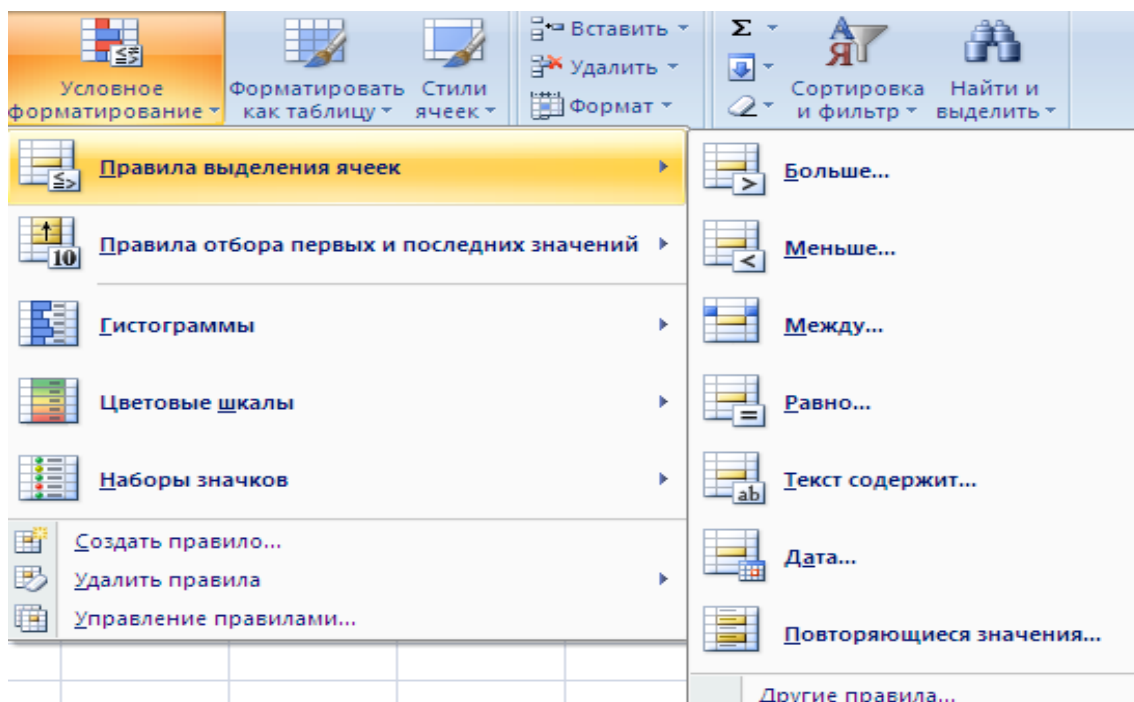 Условное
форматирование
Форматировать
как таблицу
Стили
ячеек
Вставить
Удалить
Формат
Σ
Сортировка
и фильтр
Найти и
выделить
Правила выделения ячеек
Правила отбора первых и последних значений
Гистограммы
Цветовые шкалы
Наборы значков
Создать правило...
Удалить правила
Управление правилами...
Больше...
Меньше...
Между...
Равно...
Текст содержит...
Дата...
Повторяющиеся значения...
Другие правила...